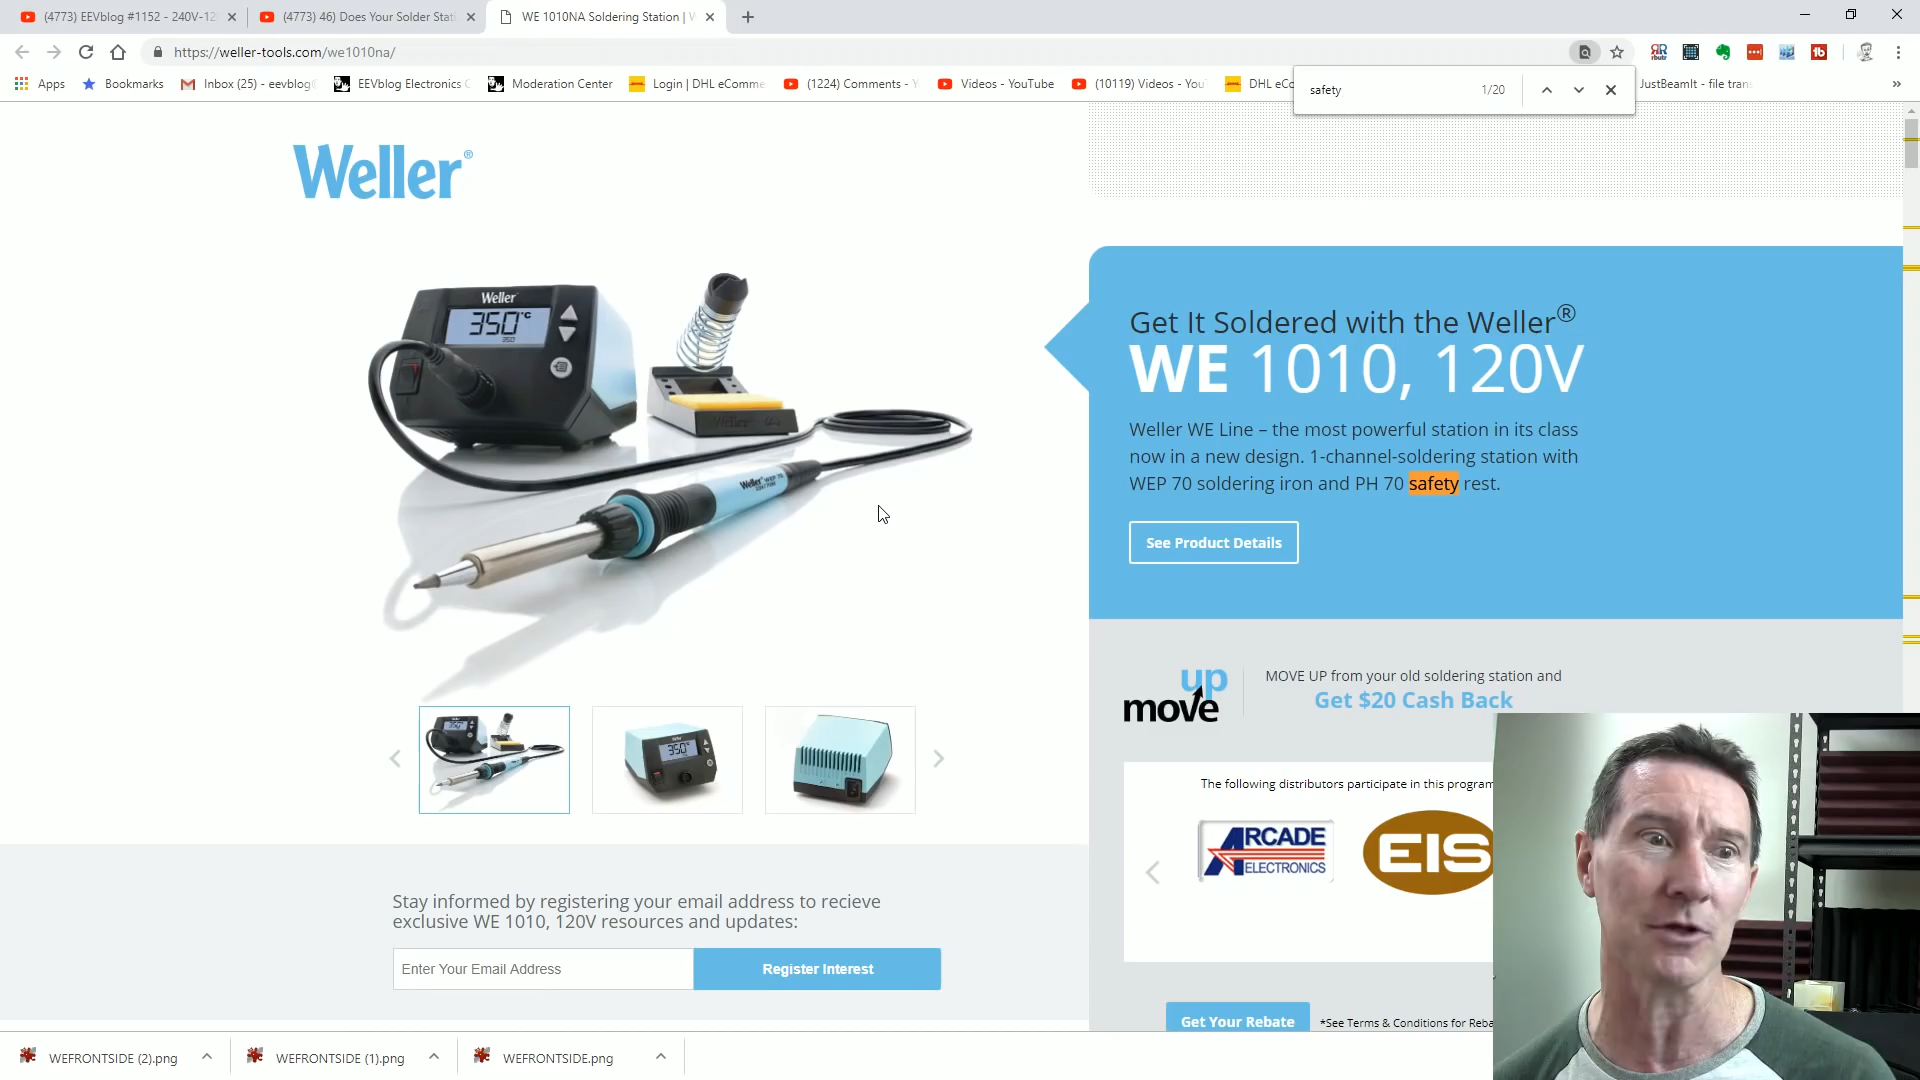 (4773) EEVblog #1152 - 240V-12
(4773) 46) Does Your Solder Stati
WE 1010NA Soldering Station | W
https://weller-tools.com/we1010na/
Apps
Bookmarks
Inbox (25) - eevblog@
EEVblog Electronics C
Moderation Center
Login | DHL eComme
(1224) Comments - Y
Videos - YouTube
(10119) Videos - You
DHL eCo
JustBeamIt - file tran
safety
1/20
Weller®
Weller
350°C
350
Weller WEP 70
Get It Soldered with the Weller®
WE 1010, 120V
Weller WE Line – the most powerful station in its class
now in a new design. 1-channel-soldering station with
WEP 70 soldering iron and PH 70 safety rest.
See Product Details
move up
MOVE UP from your old soldering station and
Get $20 Cash Back
The following distributors participate in this program
ARCADE
ELECTRONICS
EIS
Stay informed by registering your email address to recieve
exclusive WE 1010, 120V resources and updates:
Enter Your Email Address
Register Interest
Get Your Rebate
*See Terms & Conditions for Reba
WEFRONTSIDE (2).png
WEFRONTSIDE (1).png
WEFRONTSIDE.png